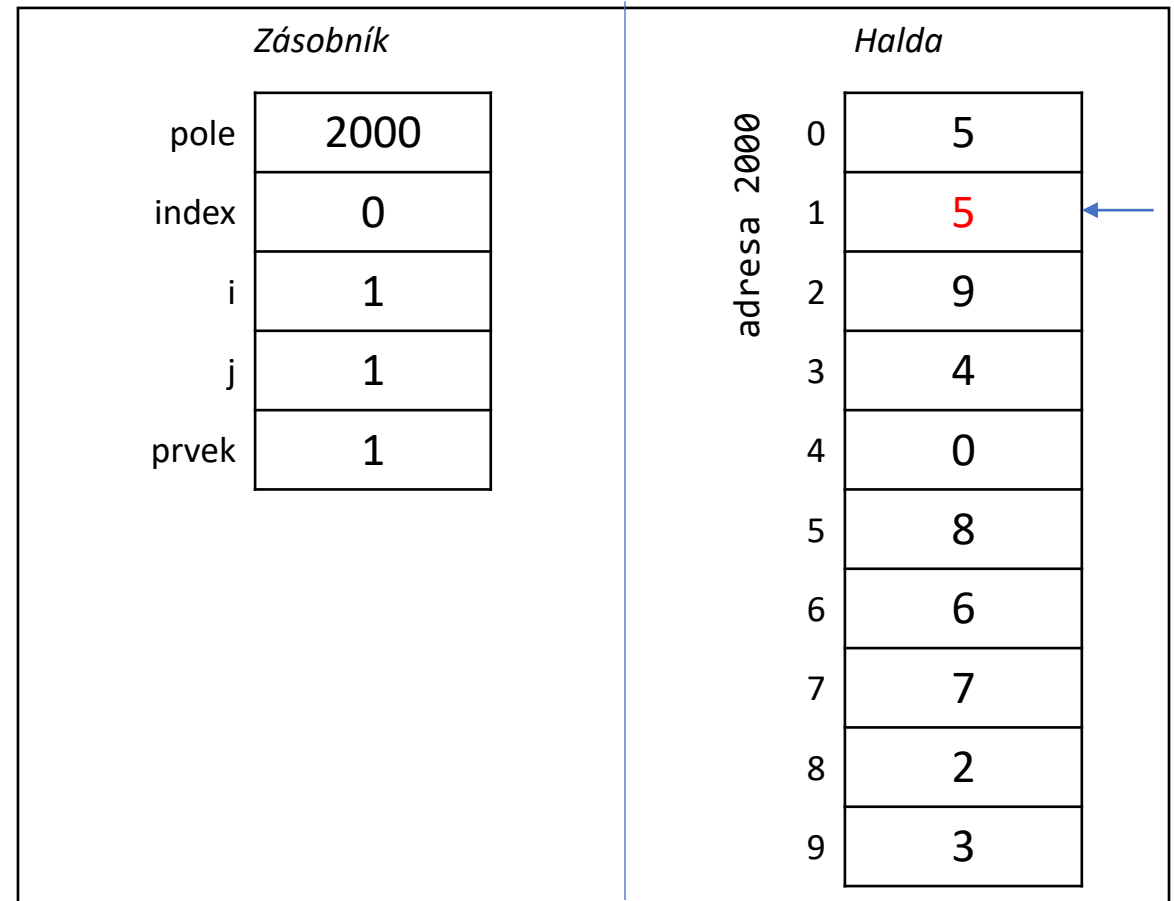 Zásobník
pole 2000
index 0
i 1
j 1
prvek 1
Halda
adresa 2000
0 5
1 5
2 9
3 4
4 0
5 8
6 6
7 7
8 2
9 3